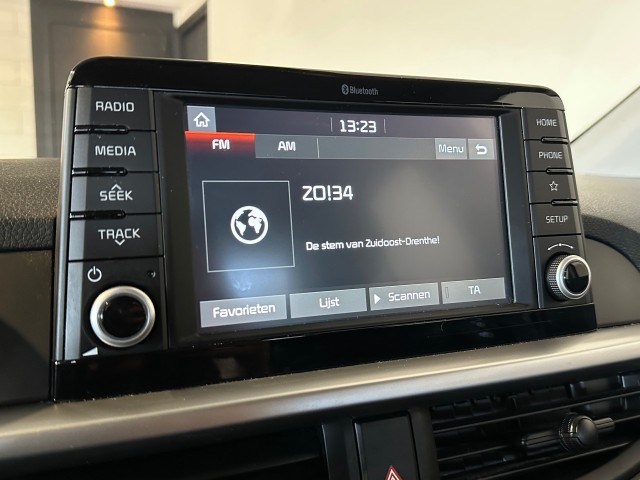 Bluetooth
RADIO
MEDIA
SEEK
TRACK
13:23
FM AM Menu
ZO!34
De stem van Zuidoost-Drenthe!
Favorieten Lijst Scannen TA
HOME
PHONE
SETUP